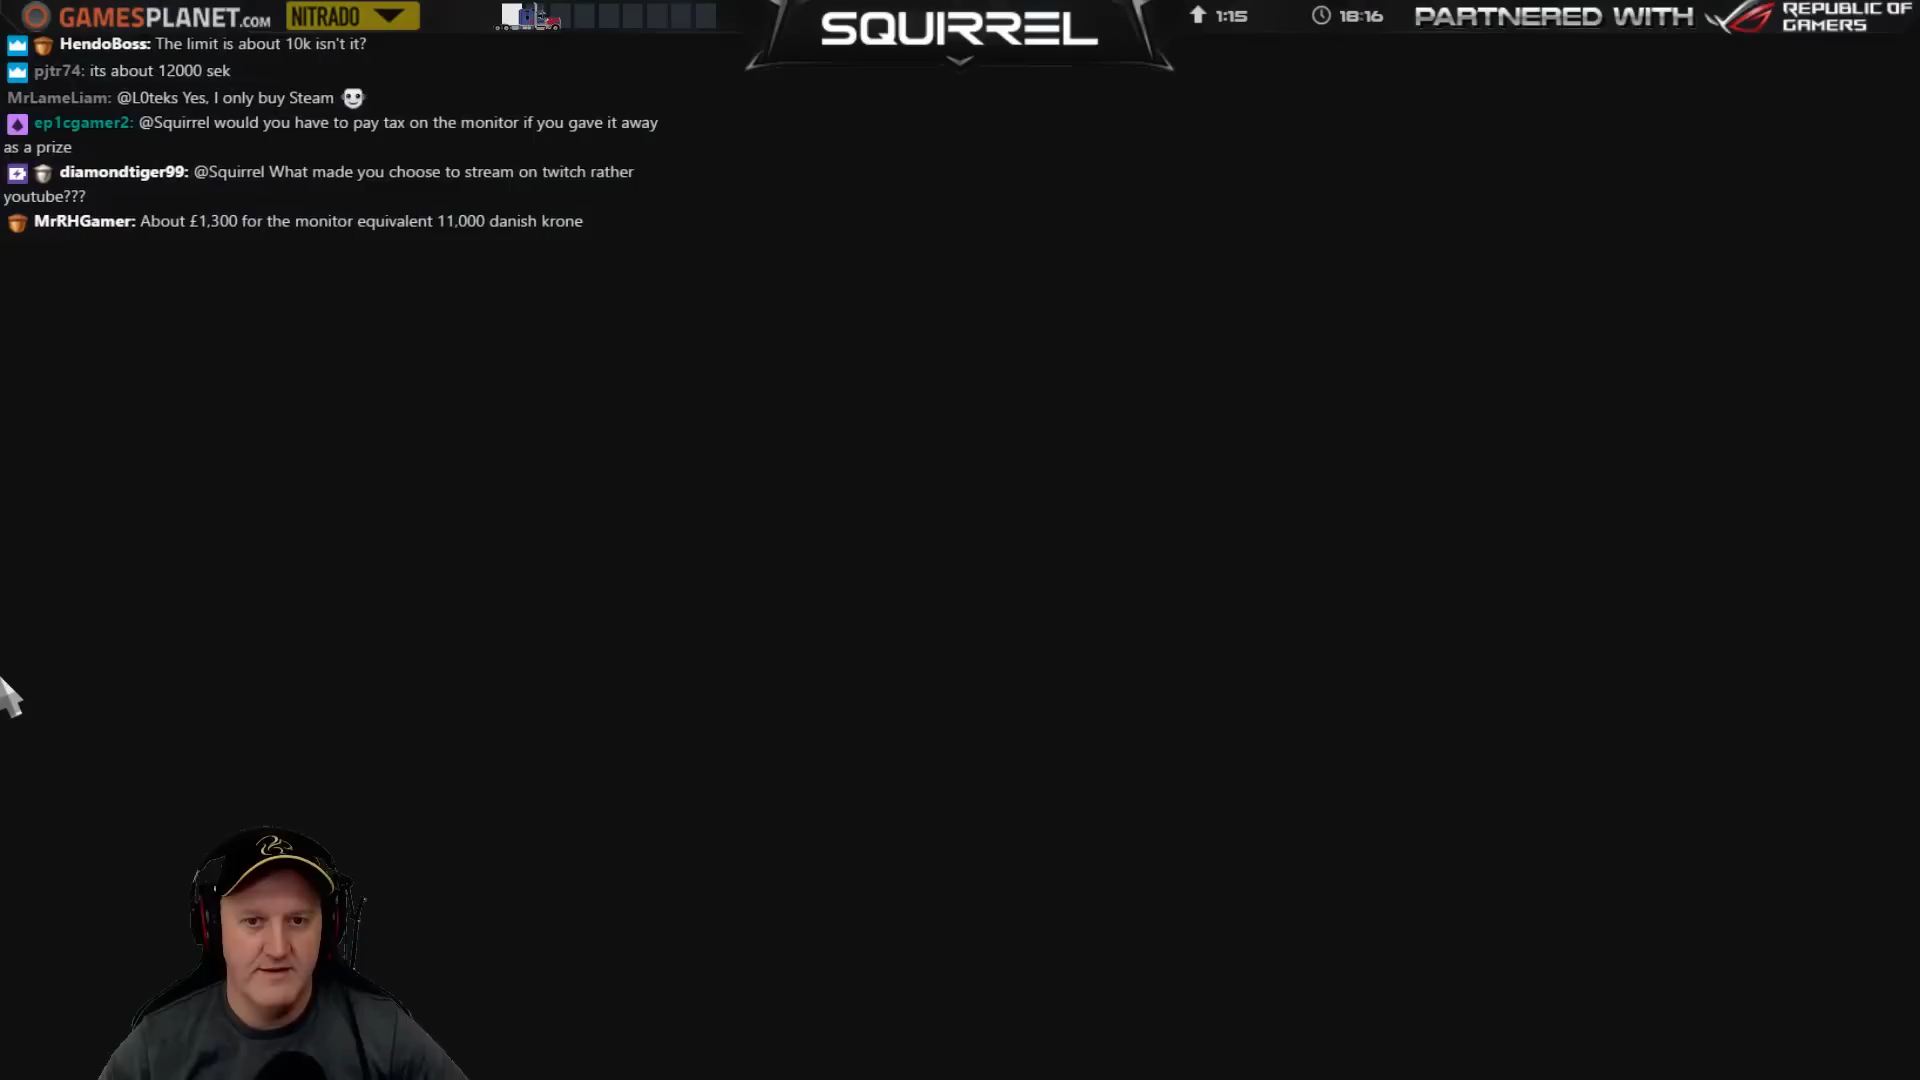 GAMESPLANET.COM NITRADO SQUIRREL 1:15 18:16 PARTNERED WITH REPUBLIC OF
GAMERS
HendoBoss: The limit is about 10k isn't it?
pjtr74: its about 12000 sek
MrLameLiam: @L0teks Yes, I only buy Steam
ep1cgamer2: @Squirrel would you have to pay tax on the monitor if you gave it away
as a prize
diamondtiger99: @Squirrel What made you choose to stream on twitch rather
youtube???
MrRHGamer: About £1,300 for the monitor equivalent 11,000 danish krone